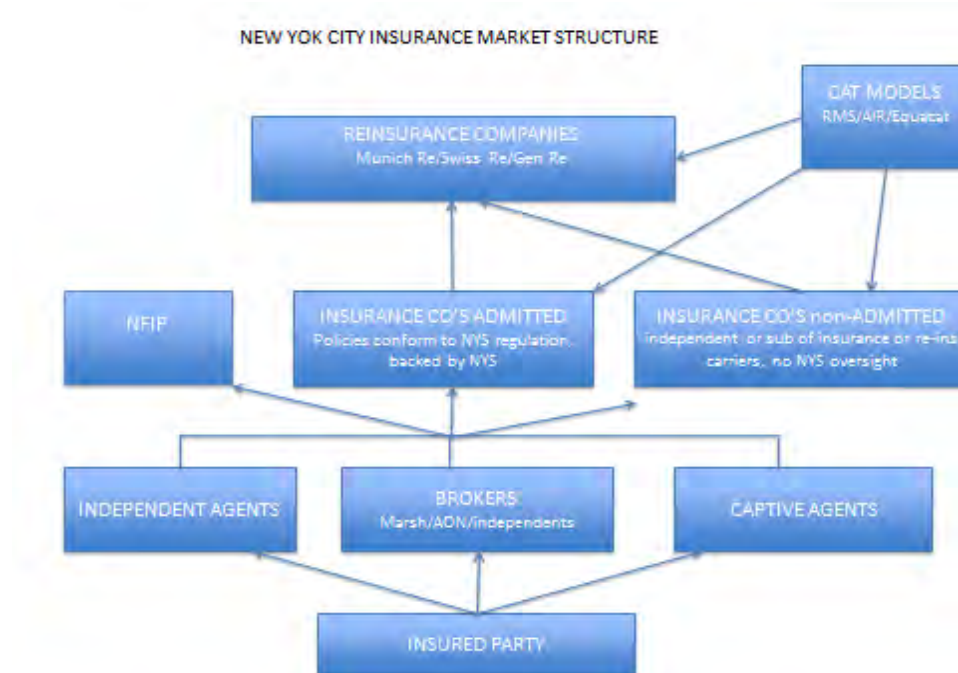 NEW YOK CITY INSURANCE MARKET STRUCTURE
CAT MODELS
RMS/AIR/Equecat
REINSURANCE COMPANIES
Munich Re/Swiss Re/Gen Re
NFIP
INSURANCE CO'S ADMITTED
Policies conform to NYS regulation,
backed by NYS
INSURANCE CO'S non-ADMITTED
independent or sub of insurance or re-ins
carriers, no NYS oversight
INDEPENDENT AGENTS
BROKERS
Marsh/AON/independents
CAPTIVE AGENTS
INSURED PARTY